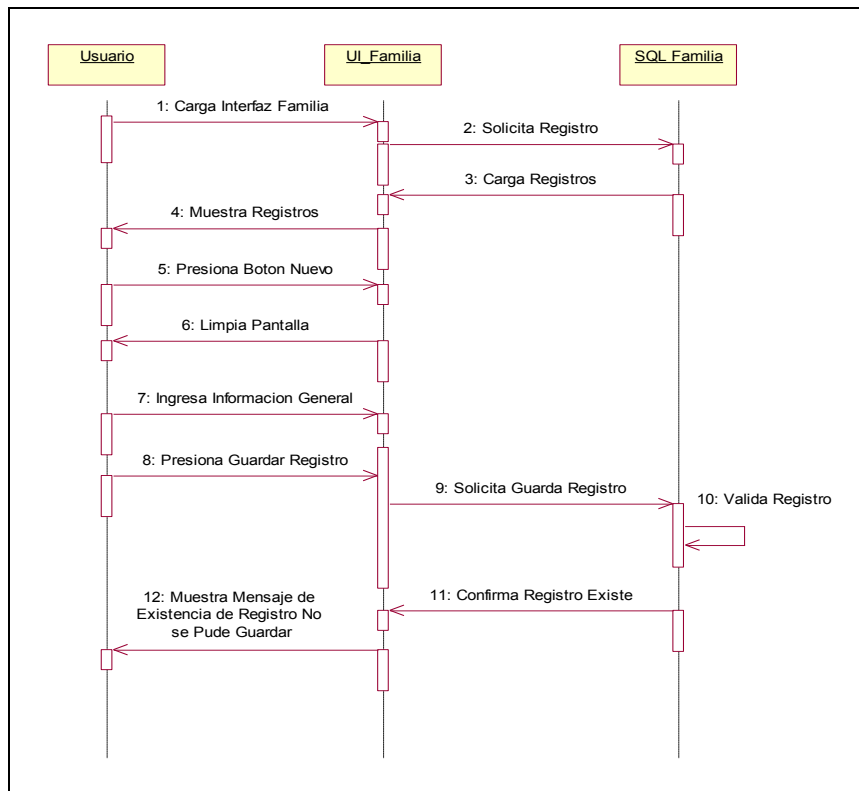 Usuario
UI_Familia
SQL Familia
1: Carga Interfaz Familia
2: Solicita Registro
3: Carga Registros
4: Muestra Registros
5: Presiona Boton Nuevo
6: Limpia Pantalla
7: Ingresa Informacion General
8: Presiona Guardar Registro
9: Solicita Guarda Registro
10: Valida Registro
11: Confirma Registro Existe
12: Muestra Mensaje de
Existencia de Registro No
se Pude Guardar